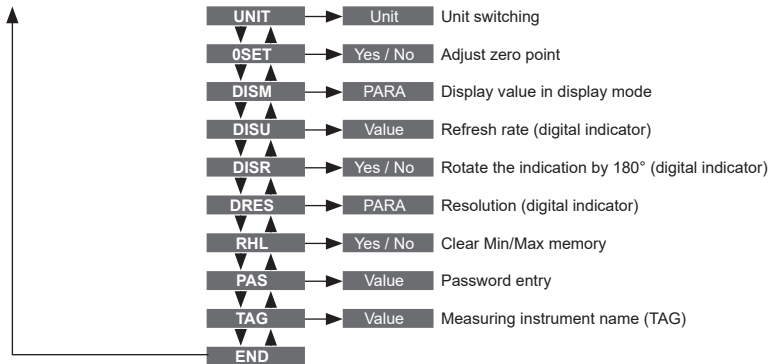 UNIT Unit Unit switching
0SET Yes / No Adjust zero point
DISM PARA Display value in display mode
DISU Value Refresh rate (digital indicator)
DISR Yes / No Rotate the indication by 180° (digital indicator)
DRES PARA Resolution (digital indicator)
RHL Yes / No Clear Min/Max memory
PAS Value Password entry
TAG Value Measuring instrument name (TAG)
END